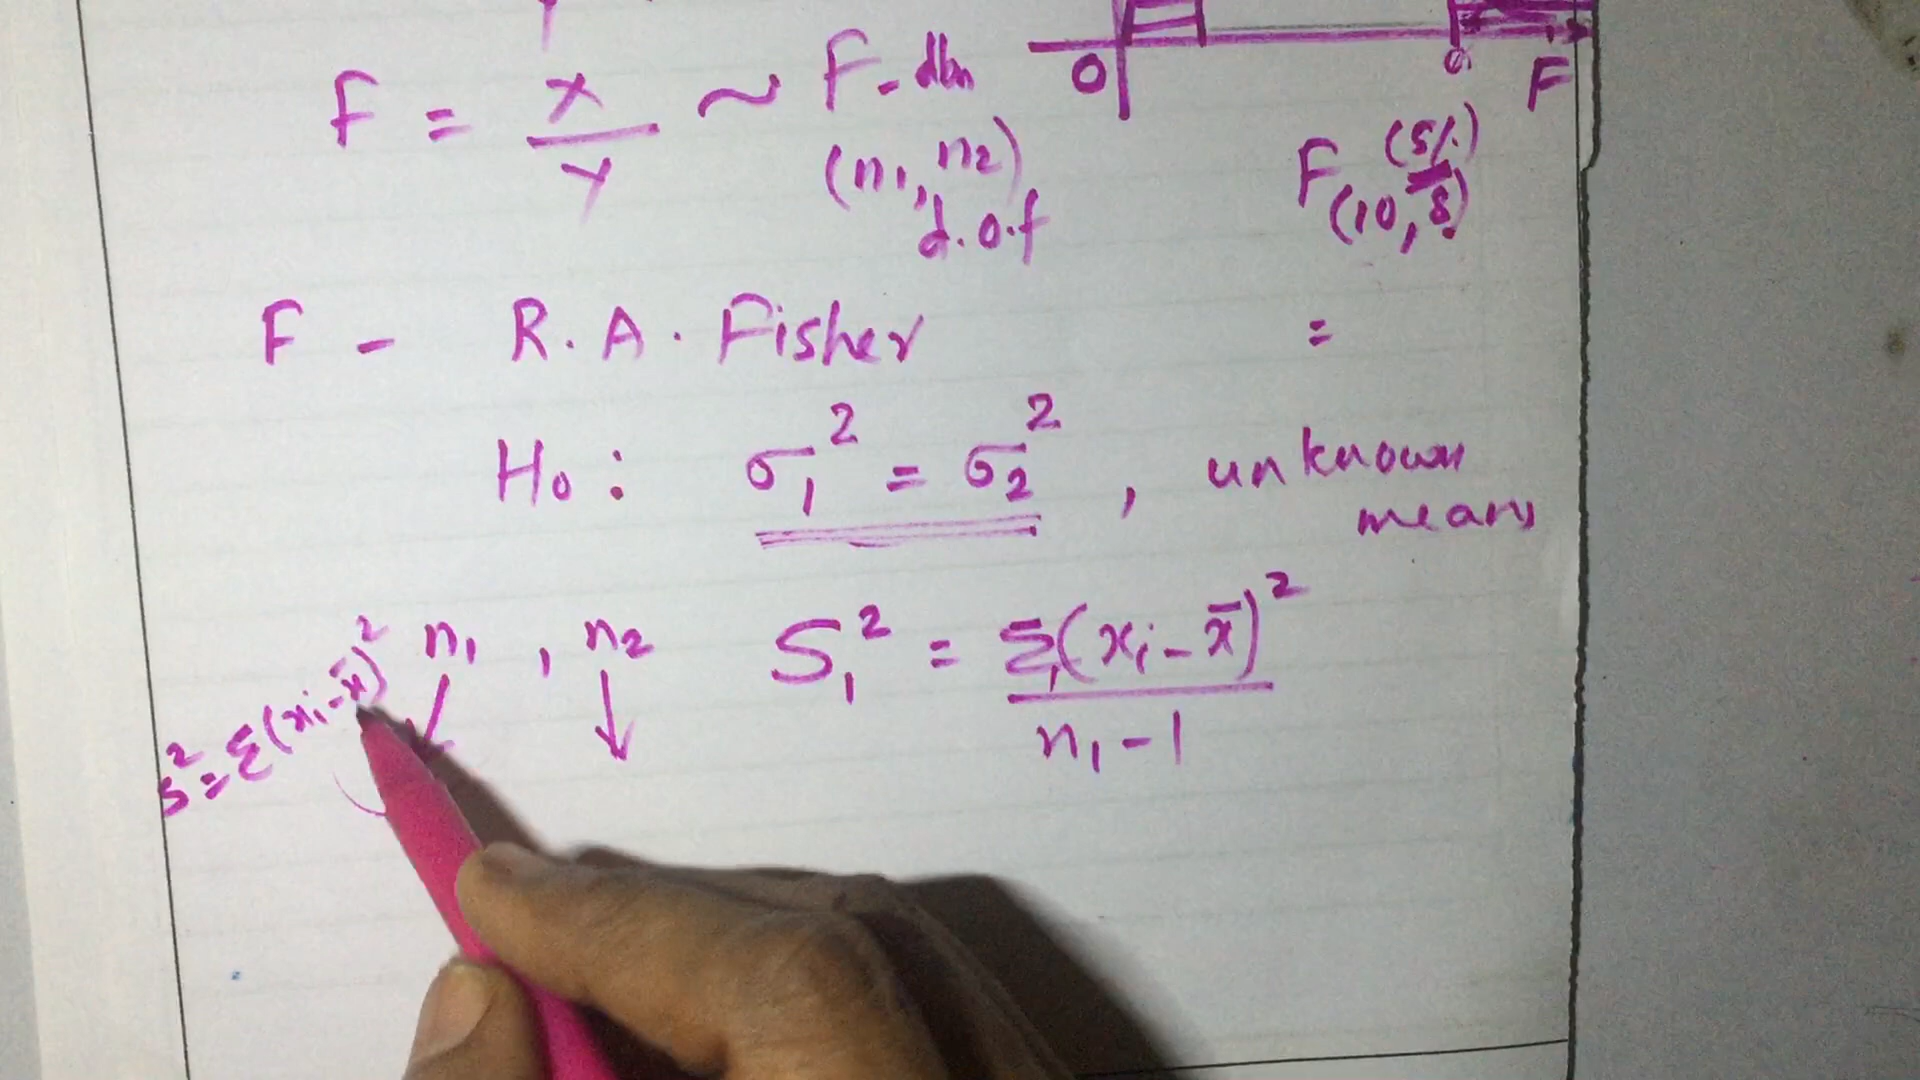 F = X/Y ~ F-dbn (n1, n2) d.o.f
0 F
F(10, 8) (5%)
F - R.A. Fisher =
H0 : σ1² = σ2² , unknown means
n1 , n2 S1² = Σ(xi - x̄)² / n1 - 1
s² = Σ(xi - x̄)²